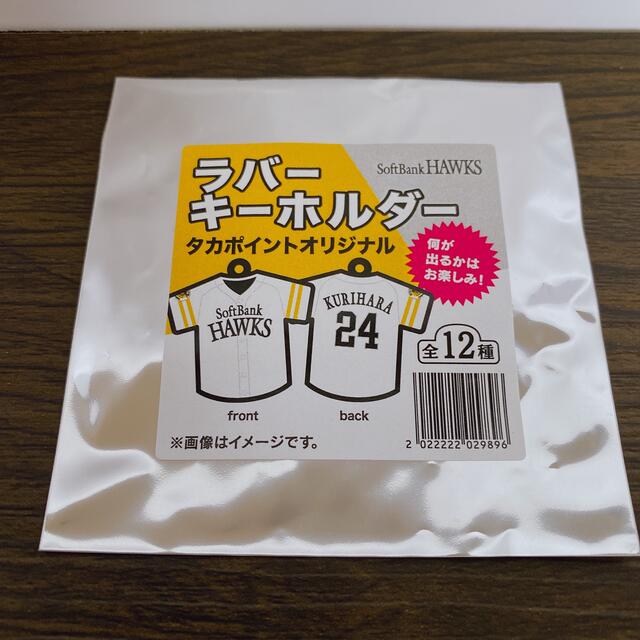 ラバー
キーホルダー
タカポイントオリジナル
SoftBank HAWKS
何が
出るかは
お楽しみ!
SoftBank
HAWKS
KURIHARA
24
全12種
front
back
※画像はイメージです。
2 022222 029896